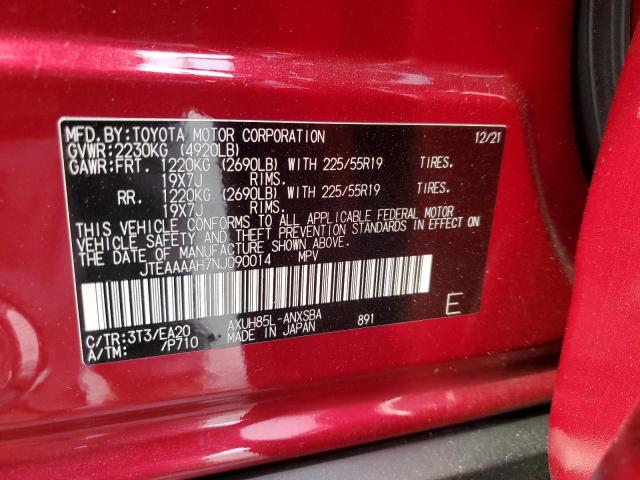 MFD.BY:TOYOTA MOTOR CORPORATION 12/21
GVWR:2230KG (4920LB)
GAWR:FRT. 1220KG (2690LB) WITH 225/55R19 TIRES.
19X7J RIMS.
RR. 1220KG (2690LB) WITH 225/55R19 TIRES.
19X7J RIMS.
THIS VEHICLE CONFORMS TO ALL APPLICABLE FEDERAL MOTOR
VEHICLE SAFETY AND THEFT PREVENTION STANDARDS IN EFFECT ON
THE DATE OF MANUFACTURE SHOWN ABOVE.
JTEAAAAH7NJ090014 MPV
C/TR:3T3/EA20 AXUH85L-ANXSBA 891 E
A/TM: /P710 MADE IN JAPAN